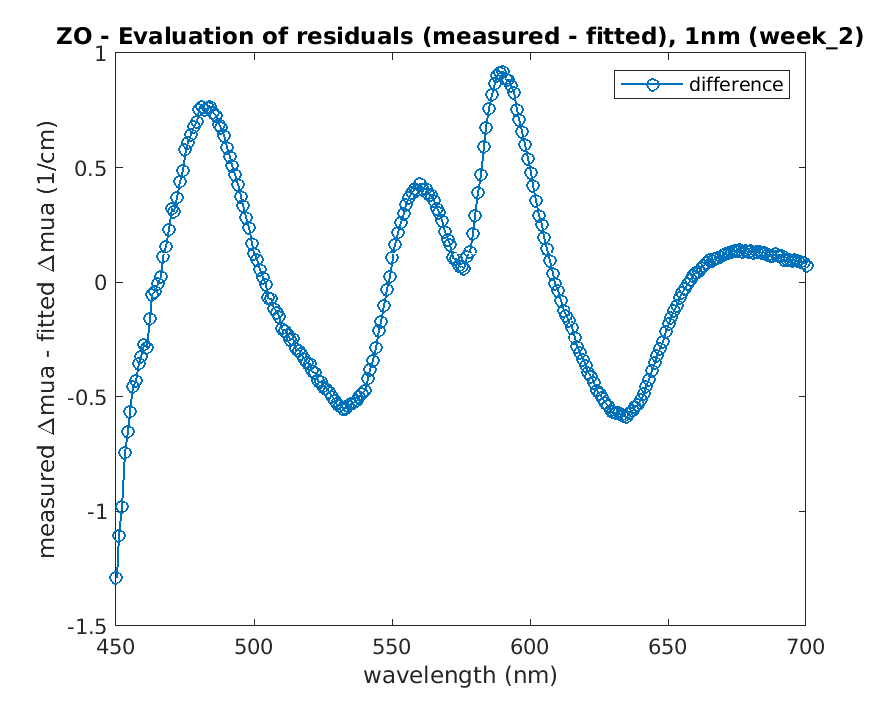 ZO - Evaluation of residuals (measured - fitted), 1nm (week_2)
difference
measured Δmua - fitted Δmua (1/cm)
1
0.5
0
-0.5
-1
-1.5
450 500 550 600 650 700
wavelength (nm)